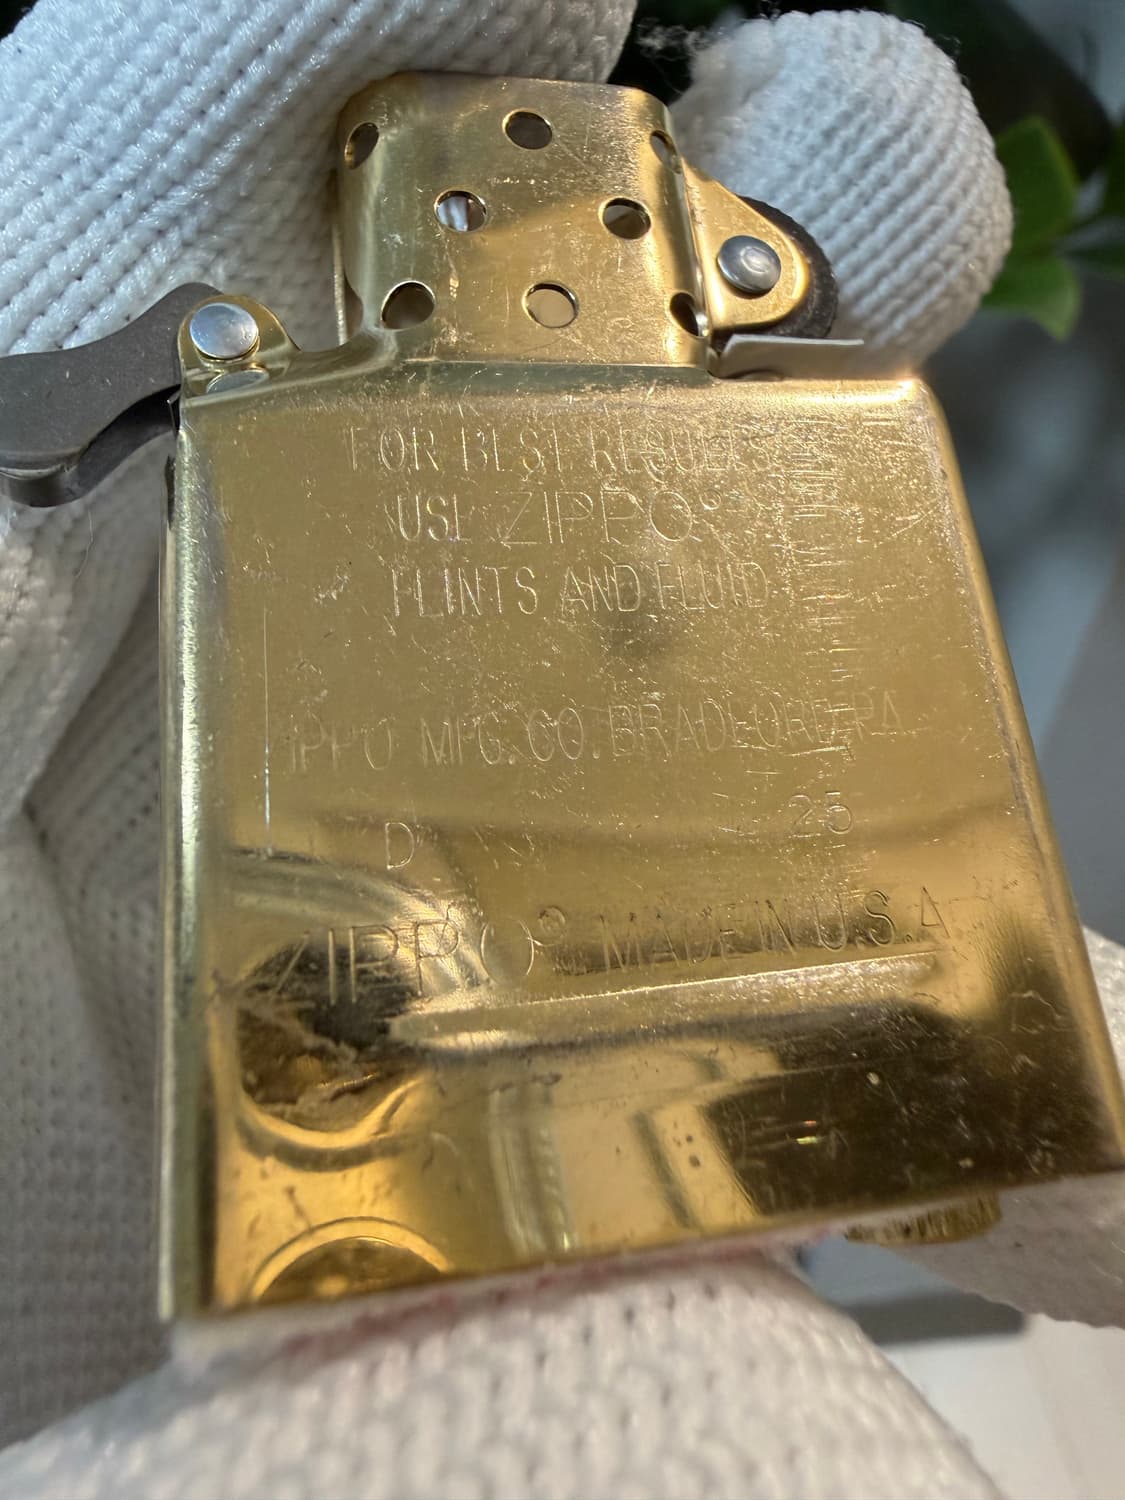 FOR BEST RESULTS
USE ZIPPO®
FLINTS AND FLUID
ZIPPO MFG. CO. BRADFORD, PA.
D 25
ZIPPO® MADE IN U.S.A